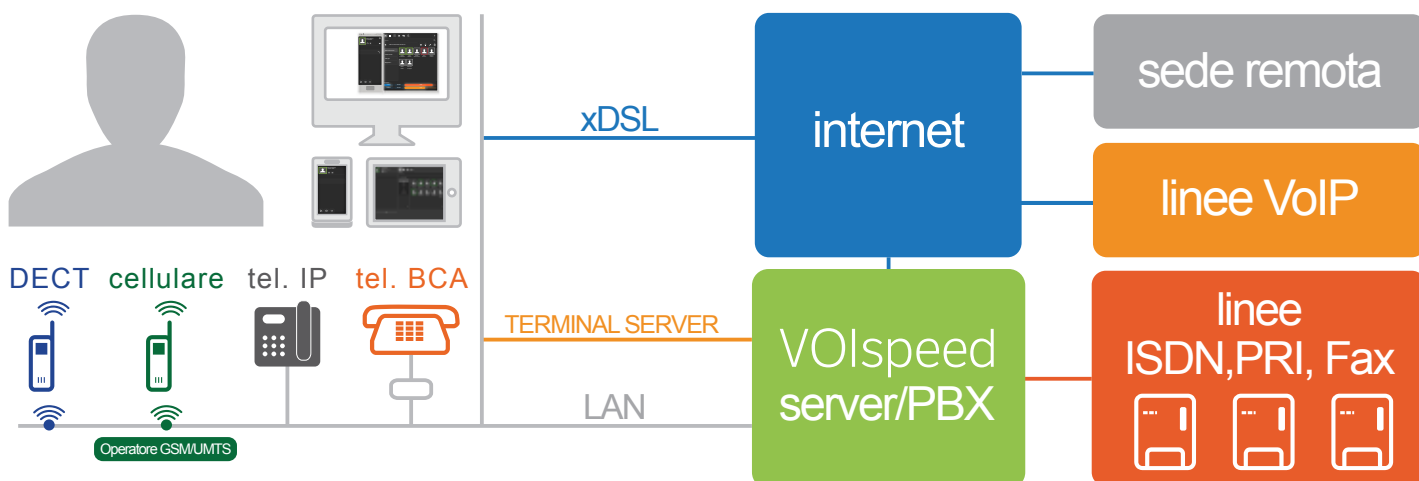 xDSL
internet
sede remota
linee VoIP
DECT
cellulare
tel. IP
tel. BCA
TERMINAL SERVER
VOIspeed
server/PBX
linee
ISDN,PRI, Fax
LAN
Operatore GSM/UMTS